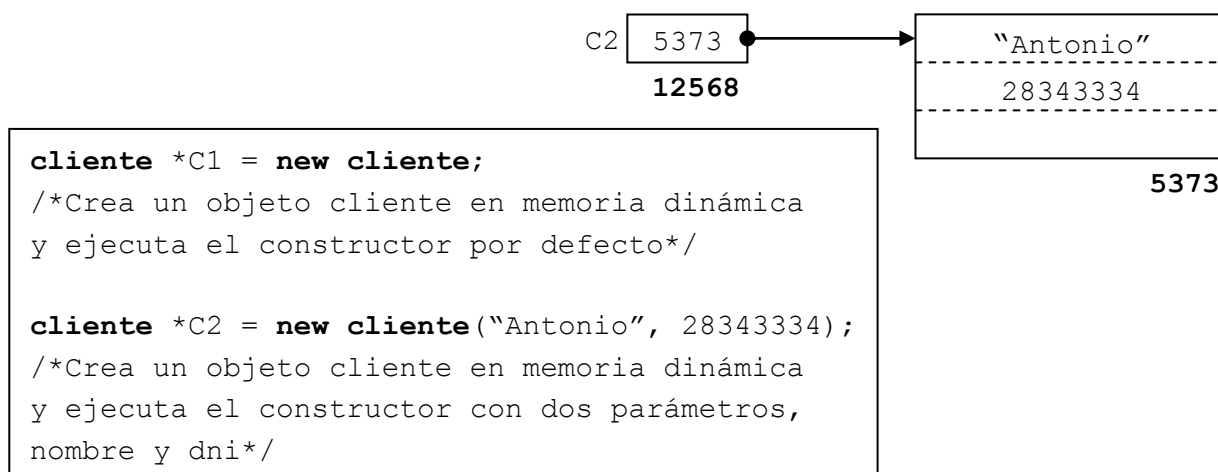 C2 5373 “Antonio”
12568 28343334
5373
cliente *C1 = new cliente;
/*Crea un objeto cliente en memoria dinámica
y ejecuta el constructor por defecto*/
cliente *C2 = new cliente(“Antonio”, 28343334);
/*Crea un objeto cliente en memoria dinámica
y ejecuta el constructor con dos parámetros,
nombre y dni*/